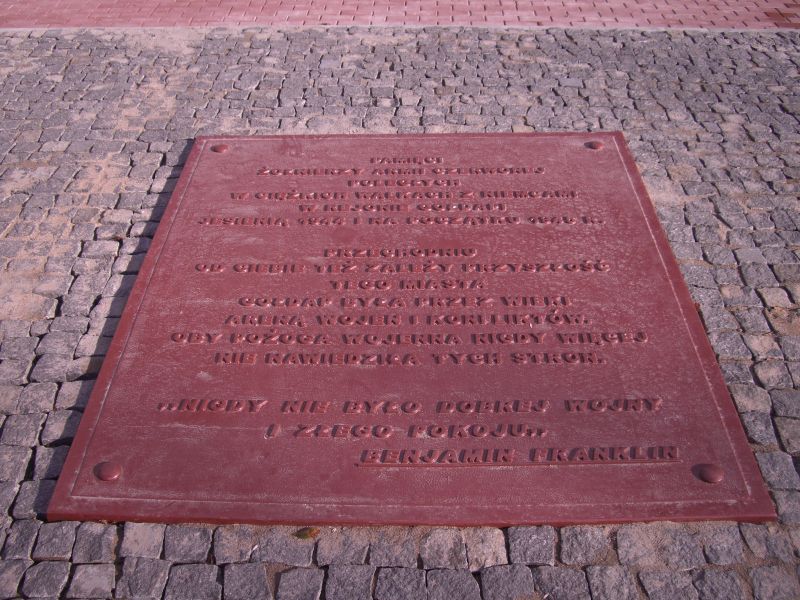 PAMIĘCI
ŻOŁNIERZY ARMII CZERWONEJ
POLEGŁYCH
W CIĘŻKICH WALKACH Z NIEMCAMI
W REJONIE GOŁDAPI
JESIENIĄ 1944 I NA POCZĄTKU 1945 R.
PRZECHODNIU
OD CIEBIE TEŻ ZALEŻY PRZYSZŁOŚĆ
TEGO MIASTA
GOŁDAP BYŁA PRZEZ WIEKI
ARENĄ WOJEN I KONFLIKTÓW.
OBY POŻOGA WOJENNA NIGDY WIĘCEJ
NIE NAWIEDZIŁA TYCH STRON.
„NIGDY NIE BYŁO DOBREJ WOJNY
I ZŁEGO POKOJU„
BENJAMIN FRANKLIN